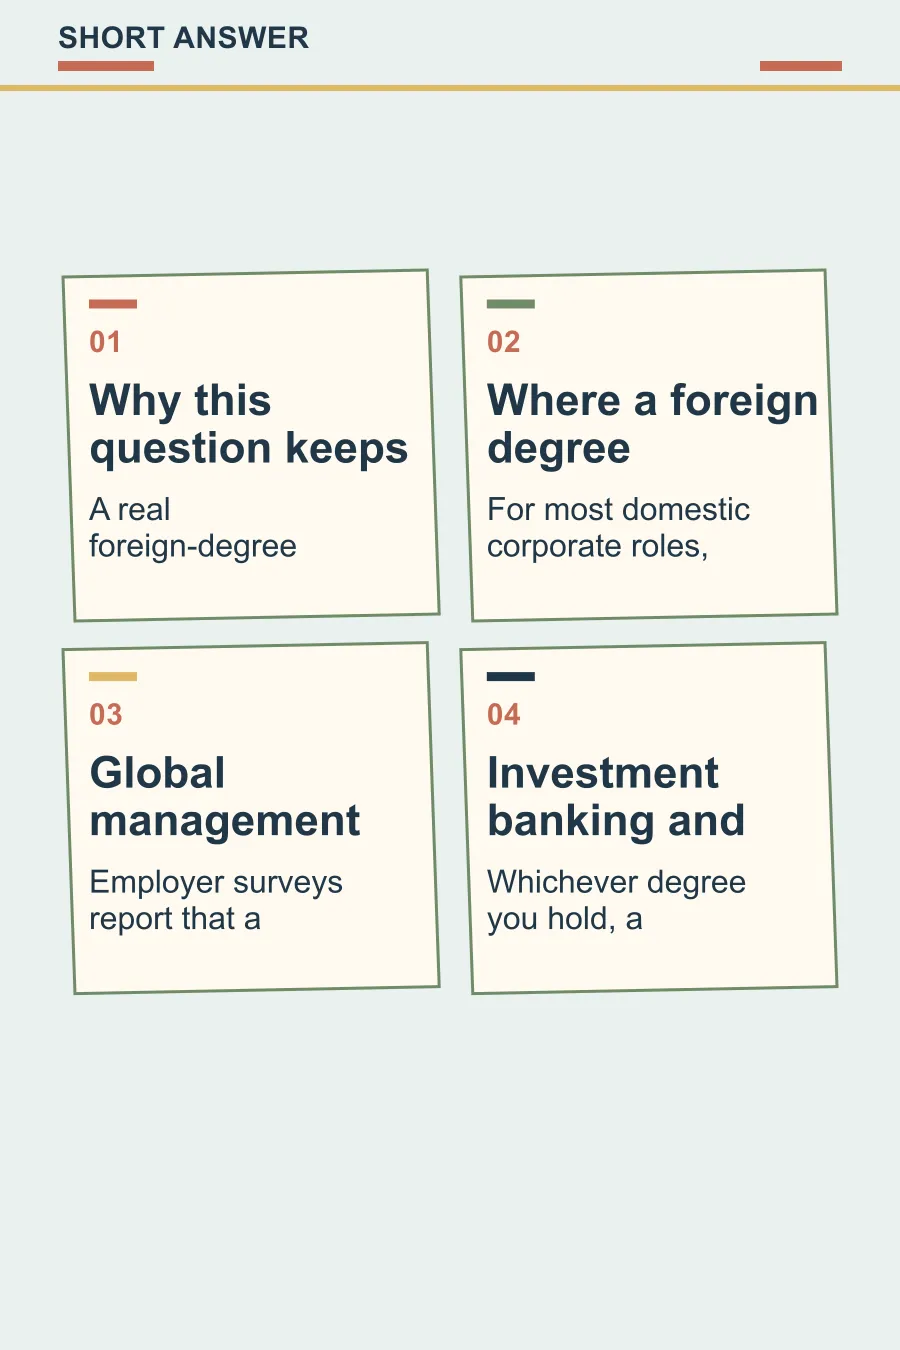 SHORT ANSWER
01
Why this
question keeps
A real
foreign-degree
02
Where a foreign
degree
For most domestic
corporate roles,
03
Global
management
Employer surveys
report that a
04
Investment
banking and
Whichever degree
you hold, a